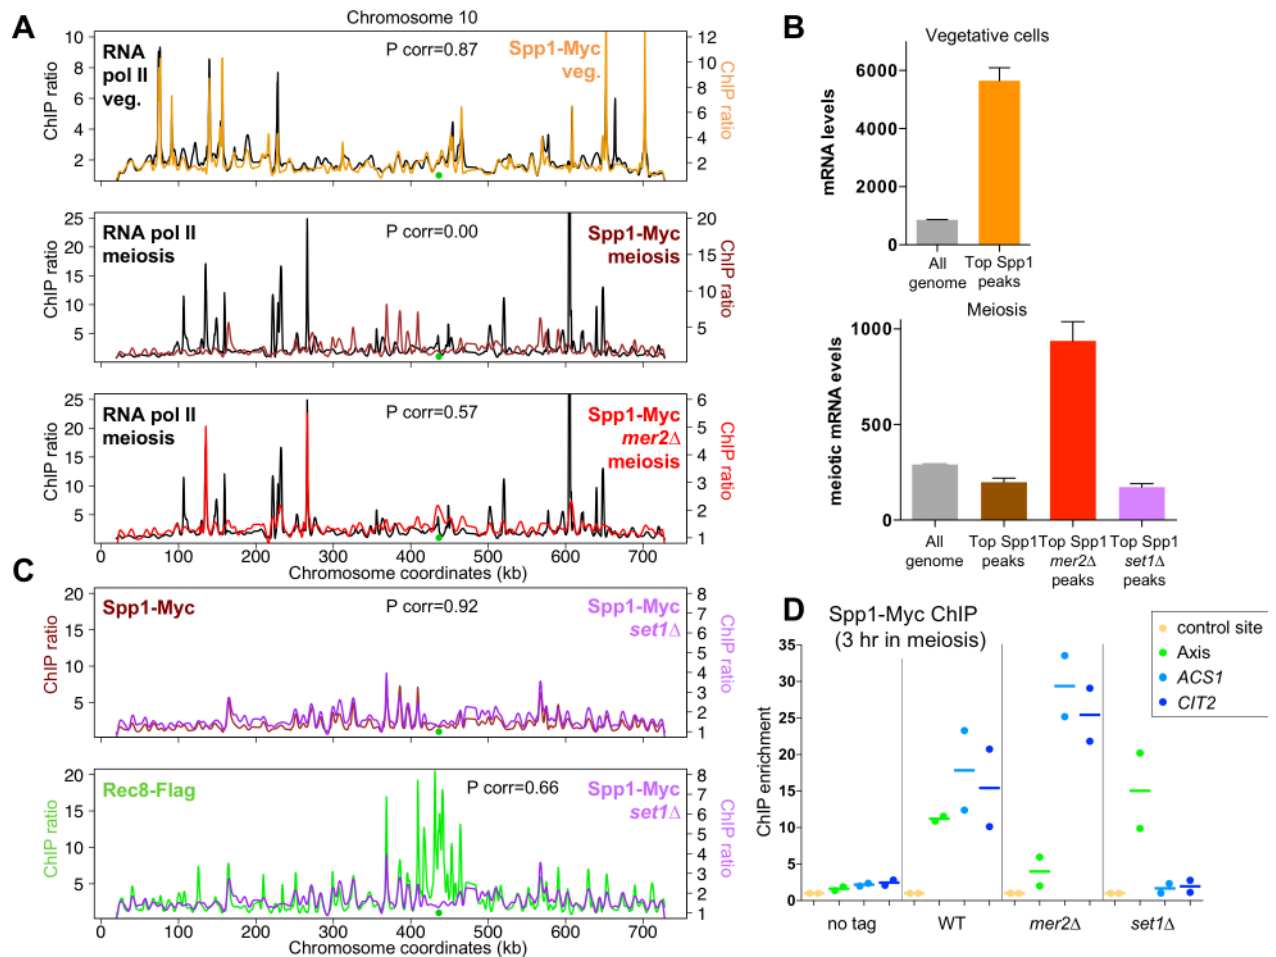 A
Chromosome 10
RNA
pol II
veg.
P corr=0.87
Spp1-Myc
veg.
ChIP ratio
10
8
6
4
2
ChIP ratio
12
10
8
6
4
2
RNA pol II
meiosis
P corr=0.00
Spp1-Myc
meiosis
ChIP ratio
25
20
15
10
5
ChIP ratio
20
15
10
5
RNA pol II
meiosis
P corr=0.57
Spp1-Myc
mer2Δ
meiosis
ChIP ratio
25
20
15
10
5
ChIP ratio
6
5
4
3
2
1
0 100 200 300 400 500 600 700
Chromosome coordinates (kb)
B
Vegetative cells
mRNA levels
6000
4000
2000
0
All
genome
Top Spp1
peaks
Meiosis
meiotic mRNA evels
1000
500
0
All
genome
Top Spp1
peaks
Top Spp1
mer2Δ
peaks
Top Spp1
set1Δ
peaks
C
Spp1-Myc
P corr=0.92
Spp1-Myc
set1Δ
ChIP ratio
20
15
10
5
ChIP ratio
8
7
6
5
4
3
2
1
0 100 200 300 400 500 600 700
Rec8-Flag
P corr=0.66
Spp1-Myc
set1Δ
ChIP ratio
20
15
10
5
ChIP ratio
8
7
6
5
4
3
2
1
0 100 200 300 400 500 600 700
Chromosome coordinates (kb)
D
Spp1-Myc ChIP
(3 hr in meiosis)
control site
Axis
ACS1
CIT2
ChIP enrichment
35
30
25
20
15
10
5
0
no tag WT mer2Δ set1Δ